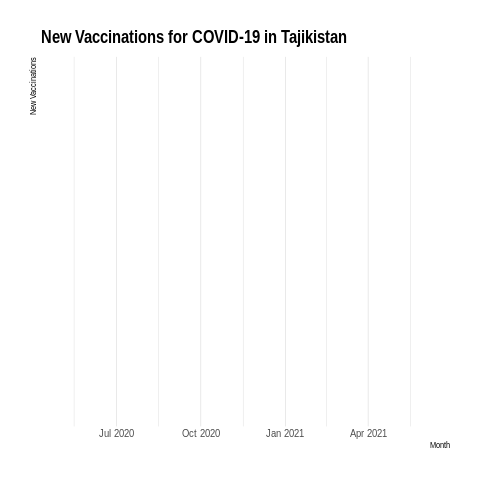 New Vaccinations for COVID-19 in Tajikistan
New Vaccinations
Jul 2020
Oct 2020
Jan 2021
Apr 2021
Month